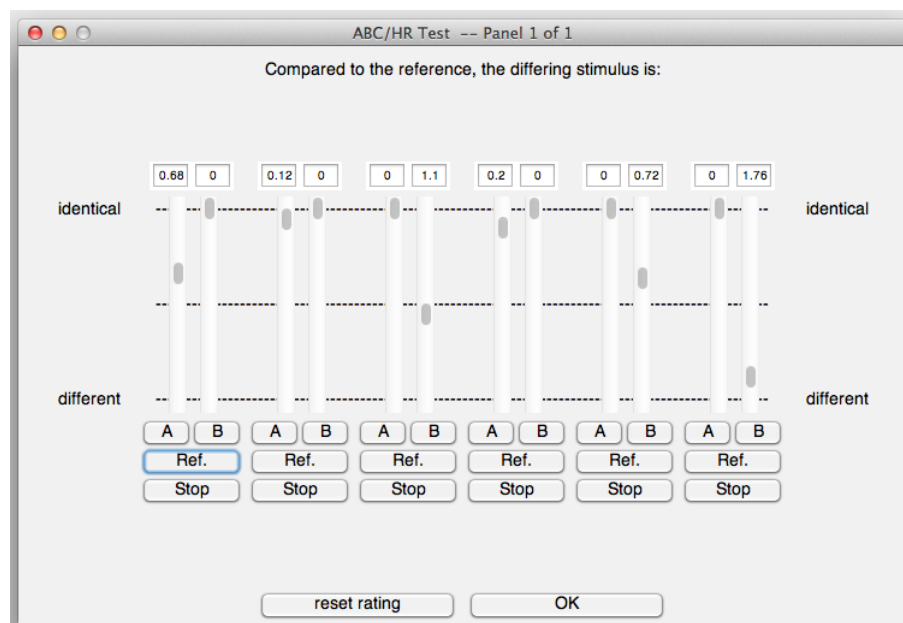 ABC/HR Test -- Panel 1 of 1
Compared to the reference, the differing stimulus is:
0.68 0 0.12 0 0 1.1 0.2 0 0 0.72 0 1.76
identical identical
different different
A B A B A B A B A B A B
Ref. Ref. Ref. Ref. Ref. Ref.
Stop Stop Stop Stop Stop Stop
reset rating OK